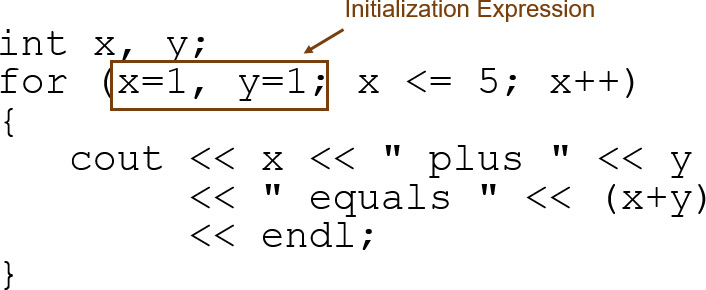 Initialization Expression
int x, y;
for (x=1, y=1; x <= 5; x++)
{
cout << x << " plus " << y
<< " equals " << (x+y)
<< endl;
}